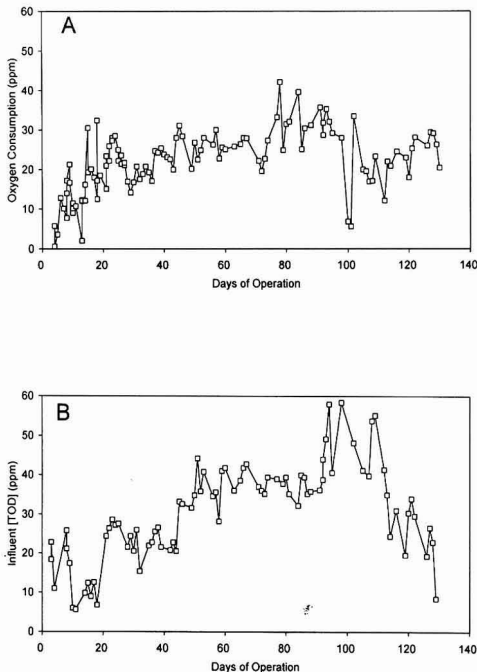 A
Oxygen Consumption (ppm)
60
50
40
30
20
10
0
0 20 40 60 80 100 120 140
Days of Operation
B
Influent [TOD] (ppm)
60
50
40
30
20
10
0
0 20 40 60 80 100 120 140
Days of Operation